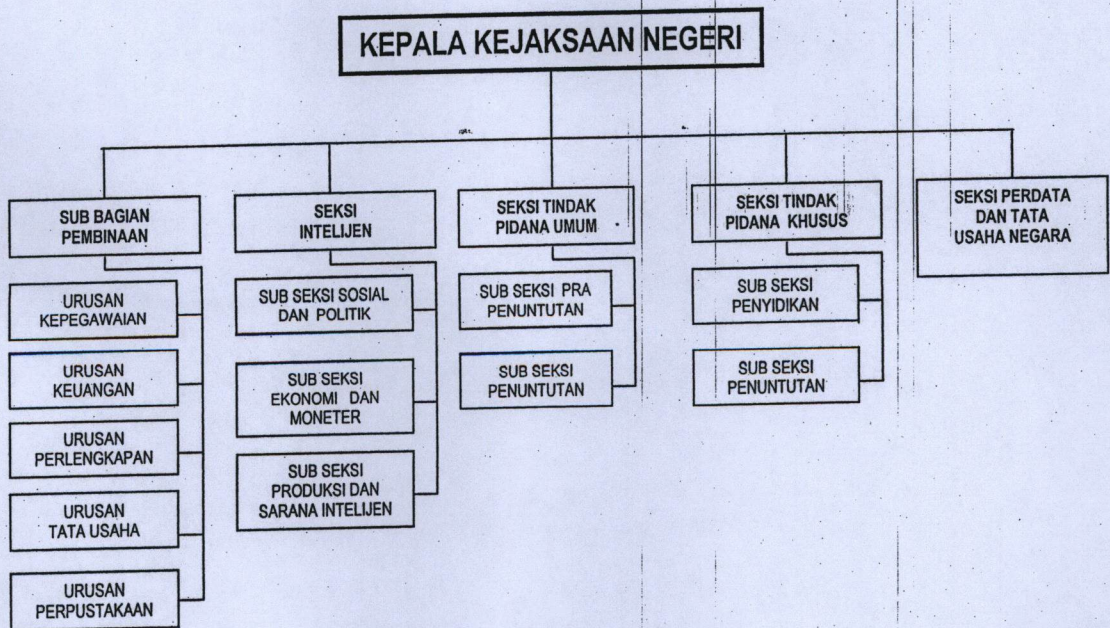 KEPALA KEJAKSAAN NEGERI
SUB BAGIAN
PEMBINAAN
URUSAN
KEPEGAWAIAN
URUSAN
KEUANGAN
URUSAN
PERLENGKAPAN
URUSAN
TATA USAHA
URUSAN
PERPUSTAKAAN
SEKSI
INTELIJEN
SUB SEKSI SOSIAL
DAN POLITIK
SUB SEKSI
EKONOMI DAN
MONETER
SUB SEKSI
PRODUKSI DAN
SARANA INTELIJEN
SEKSI TINDAK
PIDANA UMUM
SUB SEKSI PRA
PENUNTUTAN
SUB SEKSI
PENUNTUTAN
SEKSI TINDAK
PIDANA KHUSUS
SUB SEKSI
PENYIDIKAN
SUB SEKSI
PENUNTUTAN
SEKSI PERDATA
DAN TATA
USAHA NEGARA